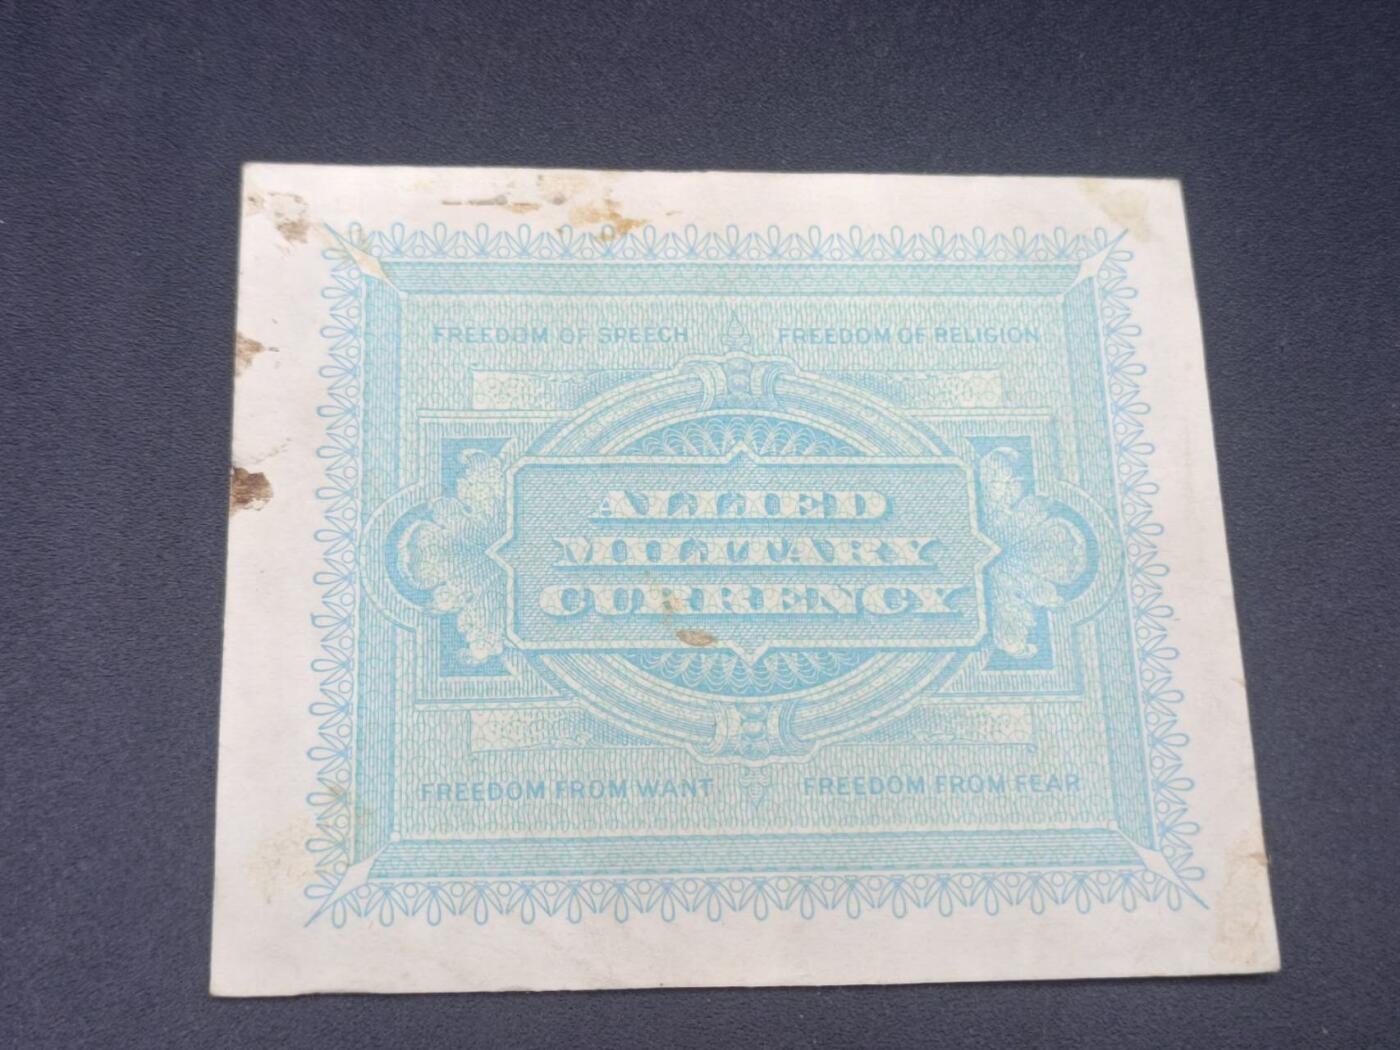 FREEDOM OF SPEECH FREEDOM OF RELIGION
ALLIED
MILITARY
CURRENCY
FREEDOM FROM WANT FREEDOM FROM FEAR